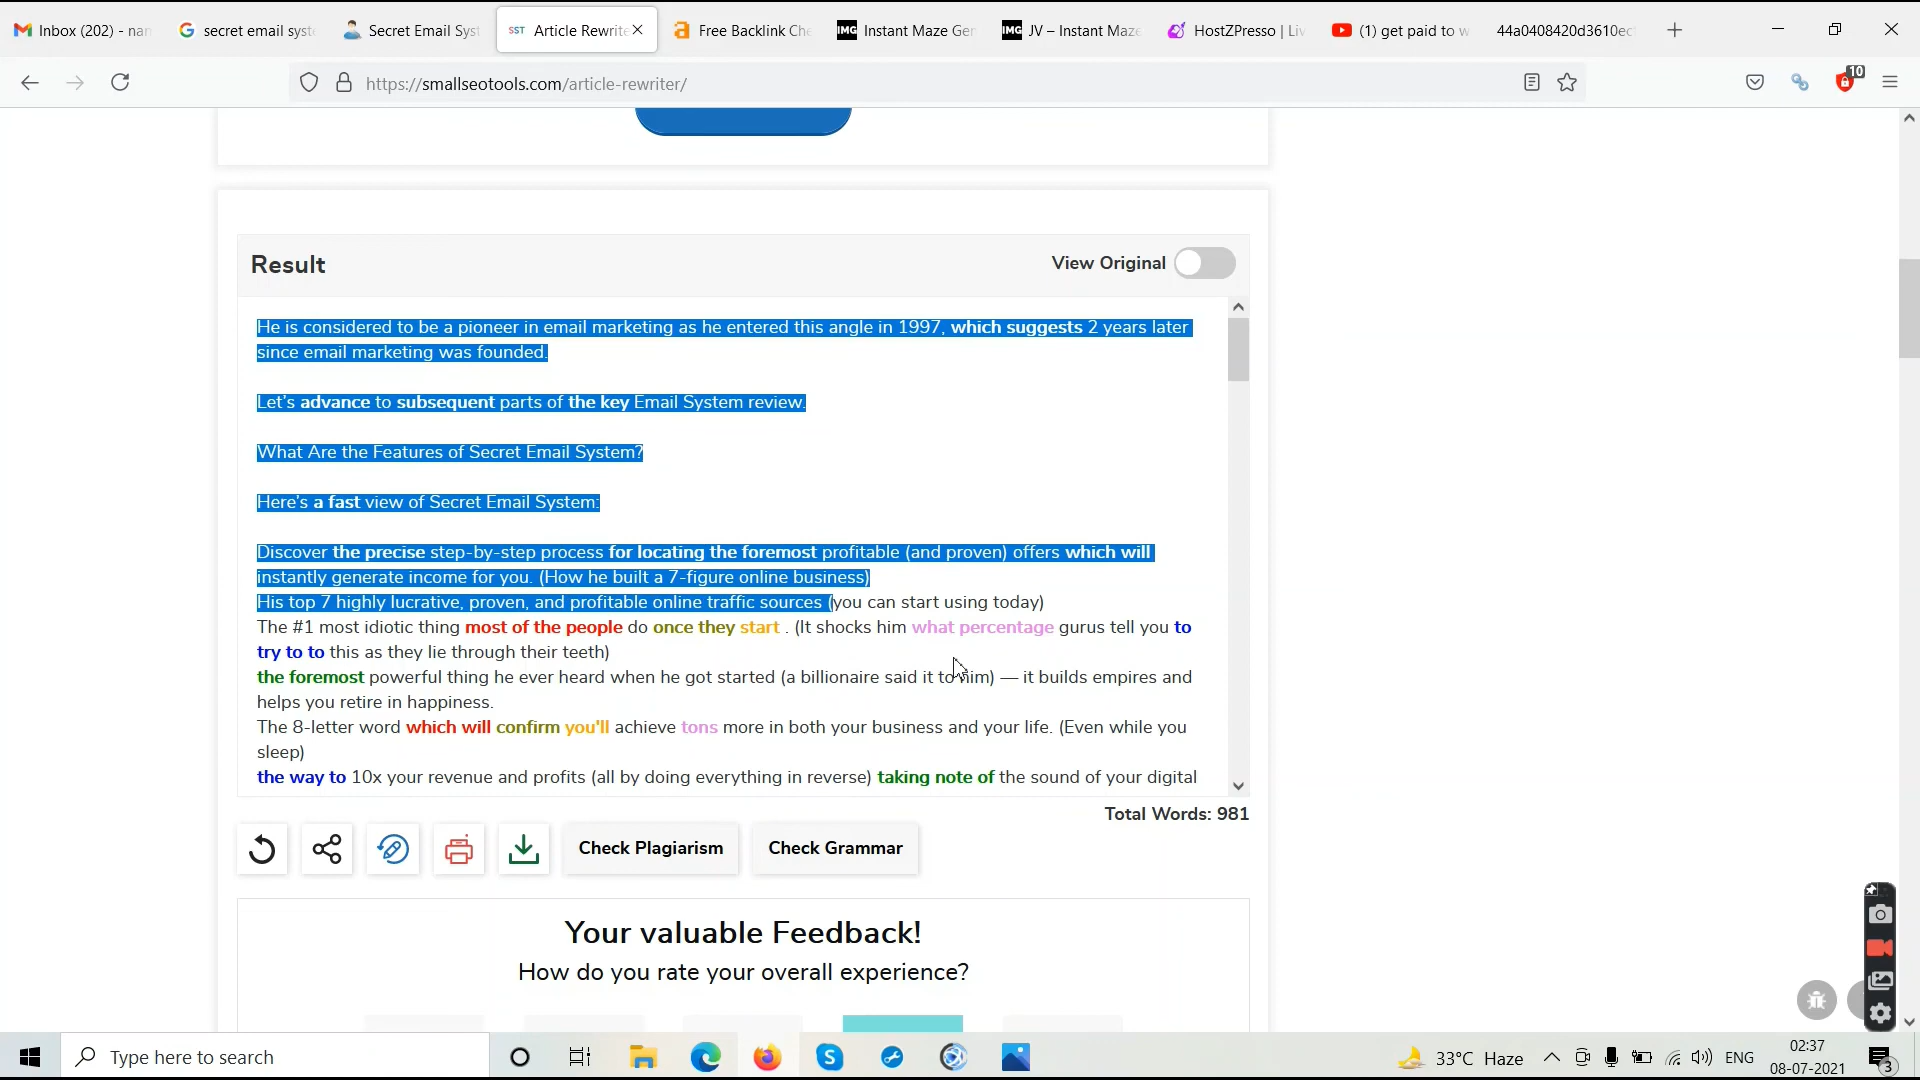 Inbox (202) - nan
secret email syst
Secret Email Sys
SST Article Rewrite
Free Backlink Che
IMG Instant Maze Ger
IMG JV – Instant Maze
HostZPresso | Liv
(1) get paid to w
44a0408420d3610ec
https://smallseotools.com/article-rewriter/
10
Result
View Original
He is considered to be a pioneer in email marketing as he entered this angle in 1997, which suggests 2 years later
since email marketing was founded.
Let's advance to subsequent parts of the key Email System review.
What Are the Features of Secret Email System?
Here's a fast view of Secret Email System:
Discover the precise step-by-step process for locating the foremost profitable (and proven) offers which will
instantly generate income for you. (How he built a 7-figure online business)
His top 7 highly lucrative, proven, and profitable online traffic sources (you can start using today)
The #1 most idiotic thing most of the people do once they start . (It shocks him what percentage gurus tell you to
try to to this as they lie through their teeth)
the foremost powerful thing he ever heard when he got started (a billionaire said it to him) — it builds empires and
helps you retire in happiness.
The 8-letter word which will confirm you'll achieve tons more in both your business and your life. (Even while you
sleep)
the way to 10x your revenue and profits (all by doing everything in reverse) taking note of the sound of your digital
Total Words: 981
Check Plagiarism
Check Grammar
Your valuable Feedback!
How do you rate your overall experience?
Type here to search
33°C Haze
ENG
02:37
08-07-2021
3